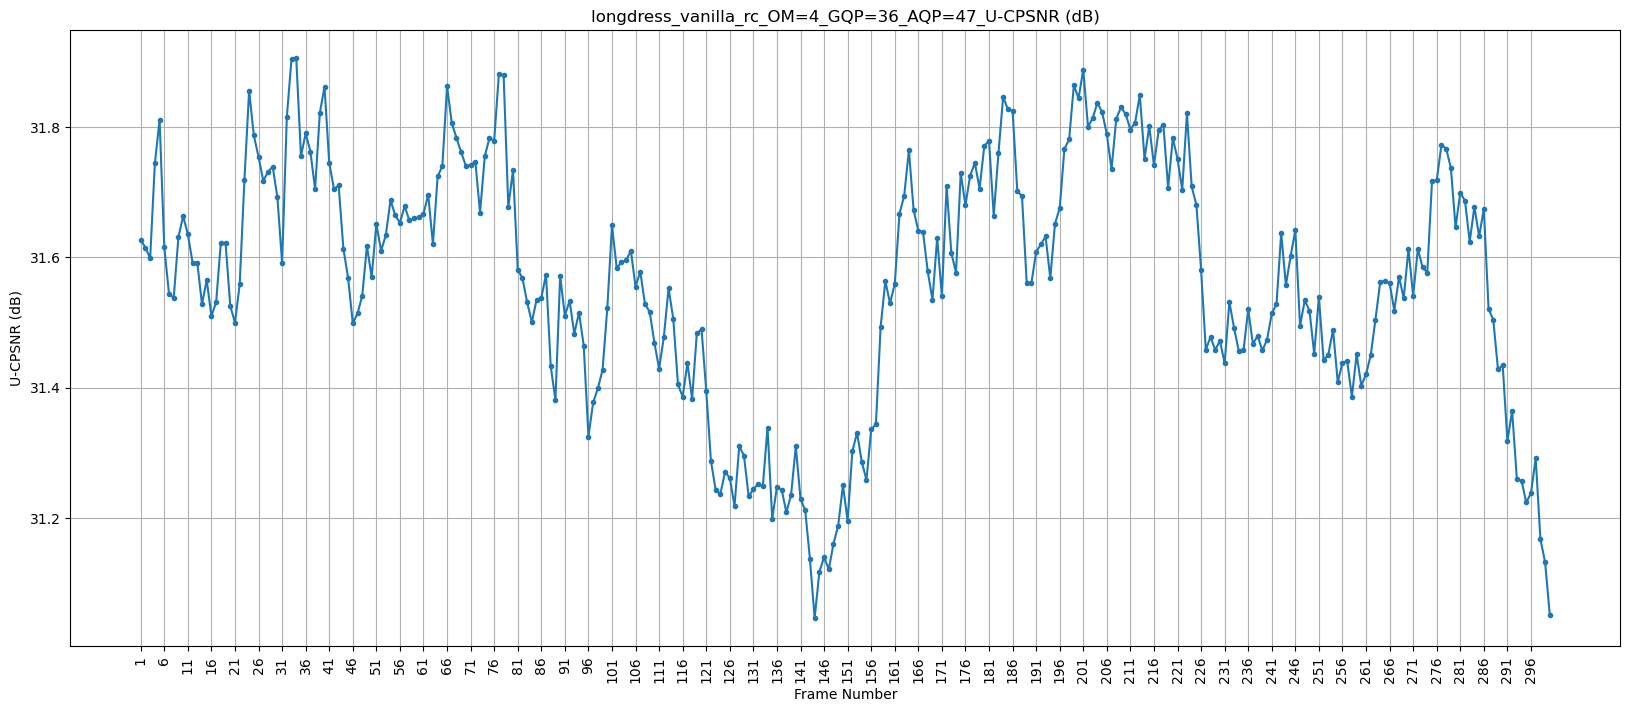 longdress_vanilla_rc_OM=4_GQP=36_AQP=47_U-CPSNR (dB)
U-CPSNR (dB)
31.8
31.6
31.4
31.2
1 6 11 16 21 26 31 36 41 46 51 56 61 66 71 76 81 86 91 96 101 106 111 116 121 126 131 136 141 146 151 156 161 166 171 176 181 186 191 196 201 206 211 216 221 226 231 236 241 246 251 256 261 266 271 276 281 286 291 296
Frame Number